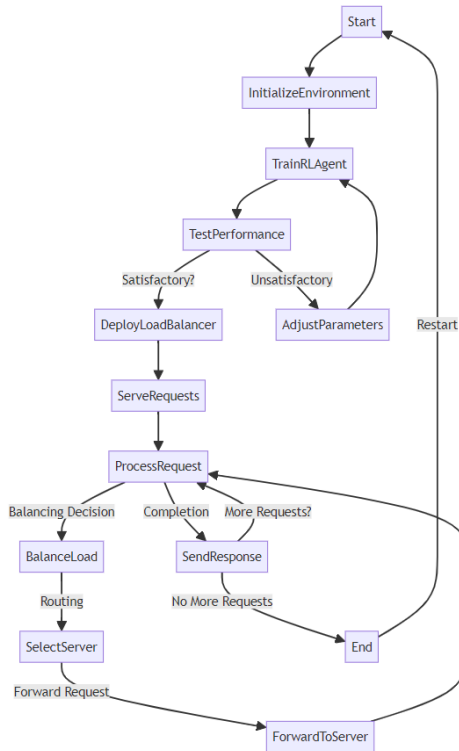 Start
InitializeEnvironment
TrainRLAgent
TestPerformance
Satisfactory?
Unsatisfactory
DeployLoadBalancer
AdjustParameters
Restart
ServeRequests
ProcessRequest
Balancing Decision
Completion
More Requests?
BalanceLoad
SendResponse
Routing
No More Requests
SelectServer
End
Forward Request
ForwardToServer